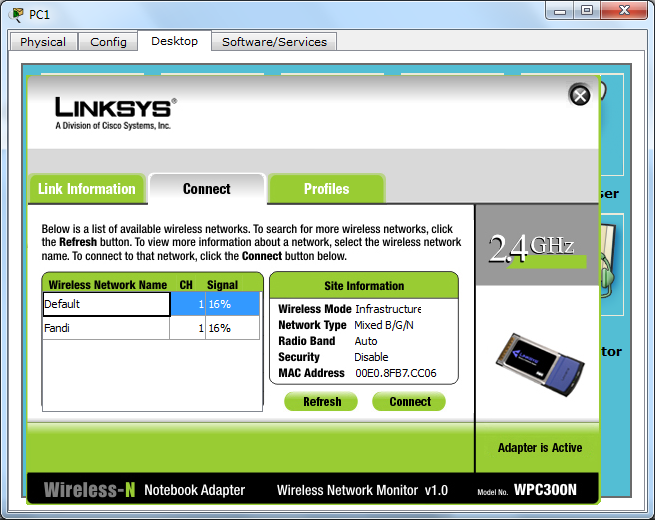 PC1
Physical Config Desktop Software/Services
LINKSYS®
A Division of Cisco Systems, Inc.
Link Information Connect Profiles
ser
Below is a list of available wireless networks. To search for more wireless networks, click
the Refresh button. To view more information about a network, select the wireless network
name. To connect to that network, click the Connect button below.
2.4GHz
Wireless Network Name CH Signal
Default 1 16%
Fandi 1 16%
Site Information
Wireless Mode Infrastructure
Network Type Mixed B/G/N
Radio Band Auto
Security Disable
MAC Address 00E0.8FB7.CC06
Refresh Connect
tor
Adapter is Active
Wireless-N Notebook Adapter Wireless Network Monitor v1.0 Model No. WPC300N